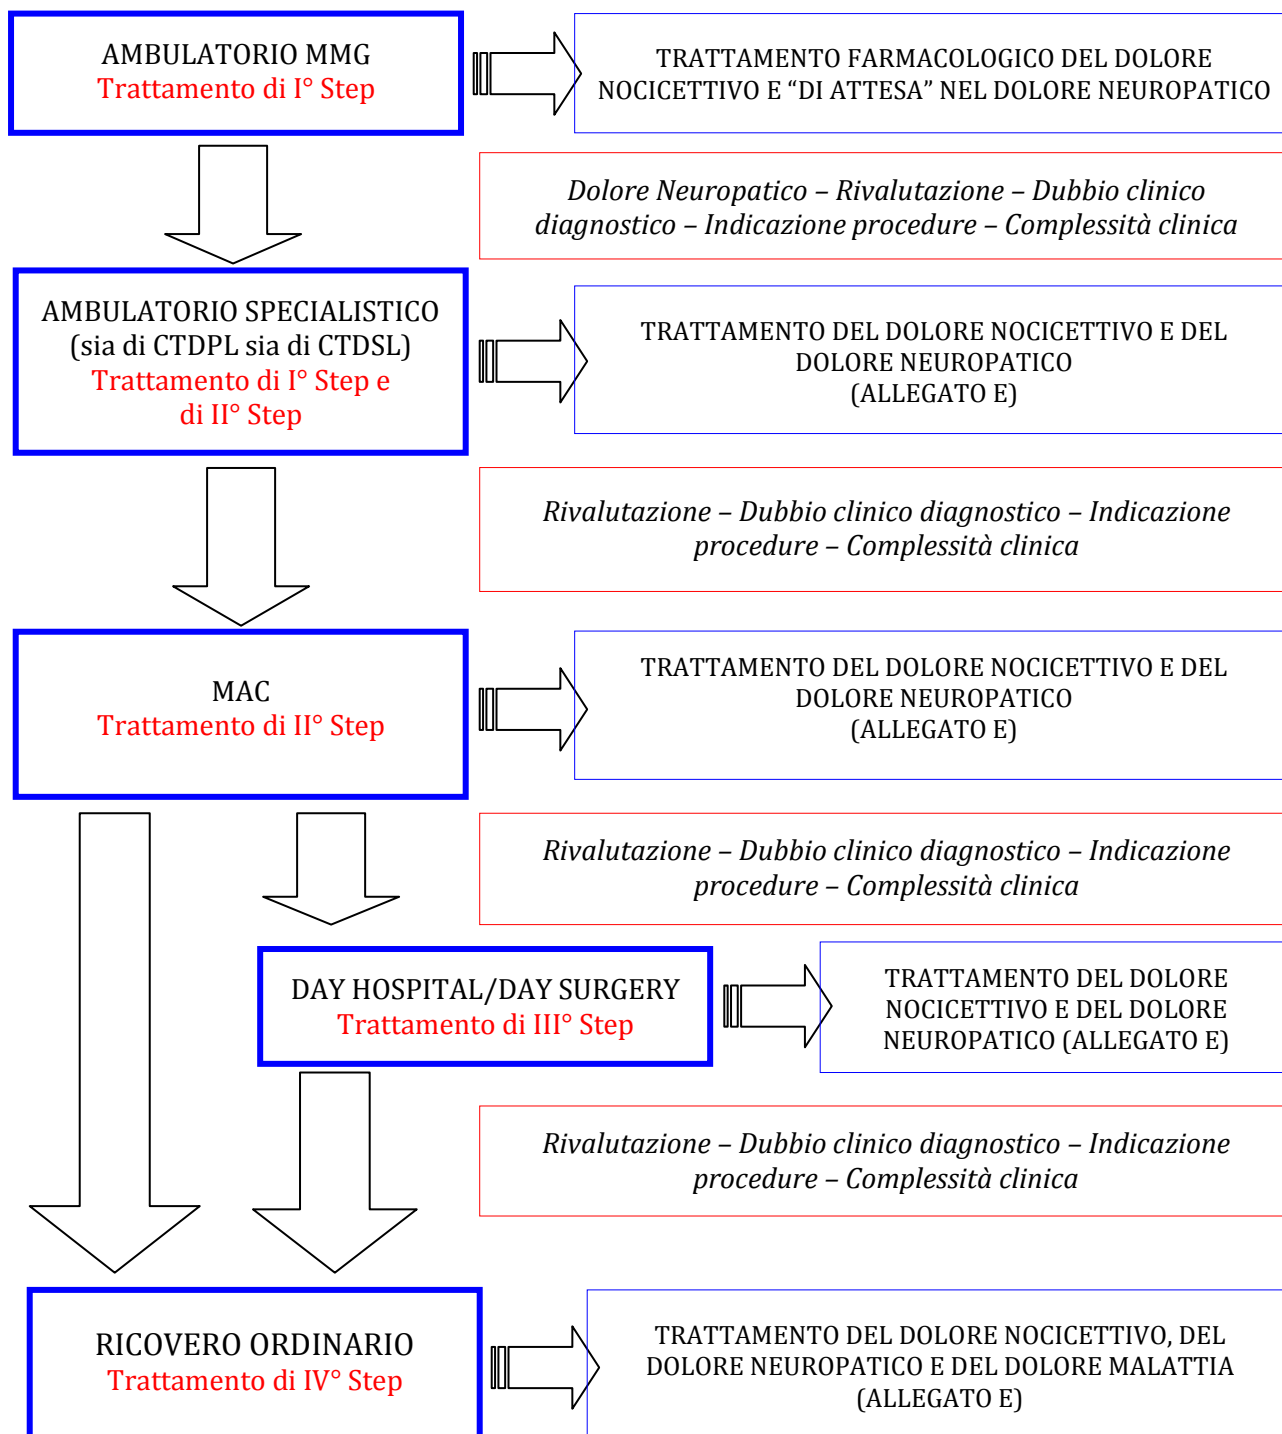 AMBULATORIO MMG
Trattamento di I° Step
TRATTAMENTO FARMACOLOGICO DEL DOLORE
NOCICETTIVO E “DI ATTESA” NEL DOLORE NEUROPATICO
Dolore Neuropatico – Rivalutazione – Dubbio clinico
diagnostico – Indicazione procedure – Complessità clinica
AMBULATORIO SPECIALISTICO
(sia di CTDPL sia di CTDSL)
Trattamento di I° Step e
di II° Step
TRATTAMENTO DEL DOLORE NOCICETTIVO E DEL
DOLORE NEUROPATICO
(ALLEGATO E)
Rivalutazione – Dubbio clinico diagnostico – Indicazione
procedure – Complessità clinica
MAC
Trattamento di II° Step
TRATTAMENTO DEL DOLORE NOCICETTIVO E DEL
DOLORE NEUROPATICO
(ALLEGATO E)
Rivalutazione – Dubbio clinico diagnostico – Indicazione
procedure – Complessità clinica
DAY HOSPITAL/DAY SURGERY
Trattamento di III° Step
TRATTAMENTO DEL DOLORE
NOCICETTIVO E DEL DOLORE
NEUROPATICO (ALLEGATO E)
Rivalutazione – Dubbio clinico diagnostico – Indicazione
procedure – Complessità clinica
RICOVERO ORDINARIO
Trattamento di IV° Step
TRATTAMENTO DEL DOLORE NOCICETTIVO, DEL
DOLORE NEUROPATICO E DEL DOLORE MALATTIA
(ALLEGATO E)